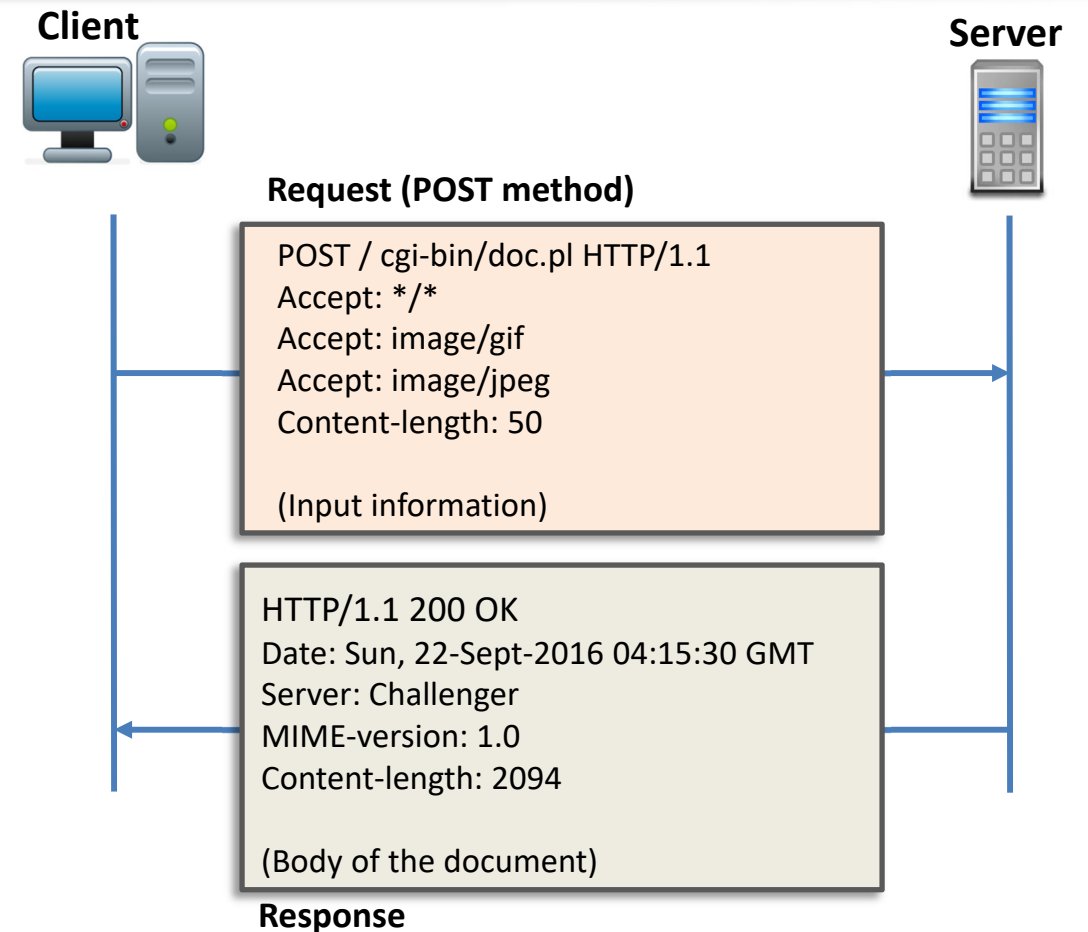 Client
Server
Request (POST method)
POST / cgi-bin/doc.pl HTTP/1.1
Accept: */*
Accept: image/gif
Accept: image/jpeg
Content-length: 50
(Input information)
HTTP/1.1 200 OK
Date: Sun, 22-Sept-2016 04:15:30 GMT
Server: Challenger
MIME-version: 1.0
Content-length: 2094
(Body of the document)
Response